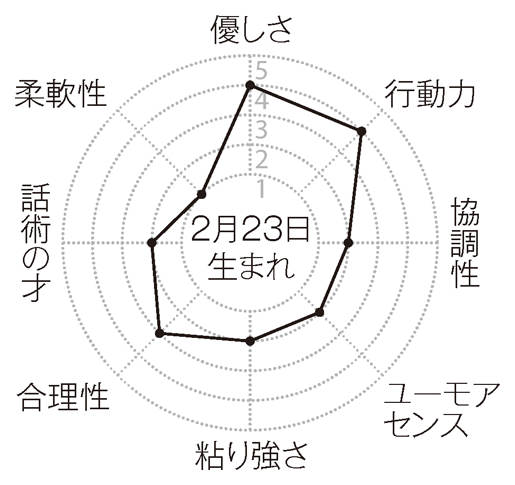 優しさ
行動力
協調性
ユーモア
センス
粘り強さ
合理性
話術の才
柔軟性
5
4
3
2
1
2月23日
生まれ